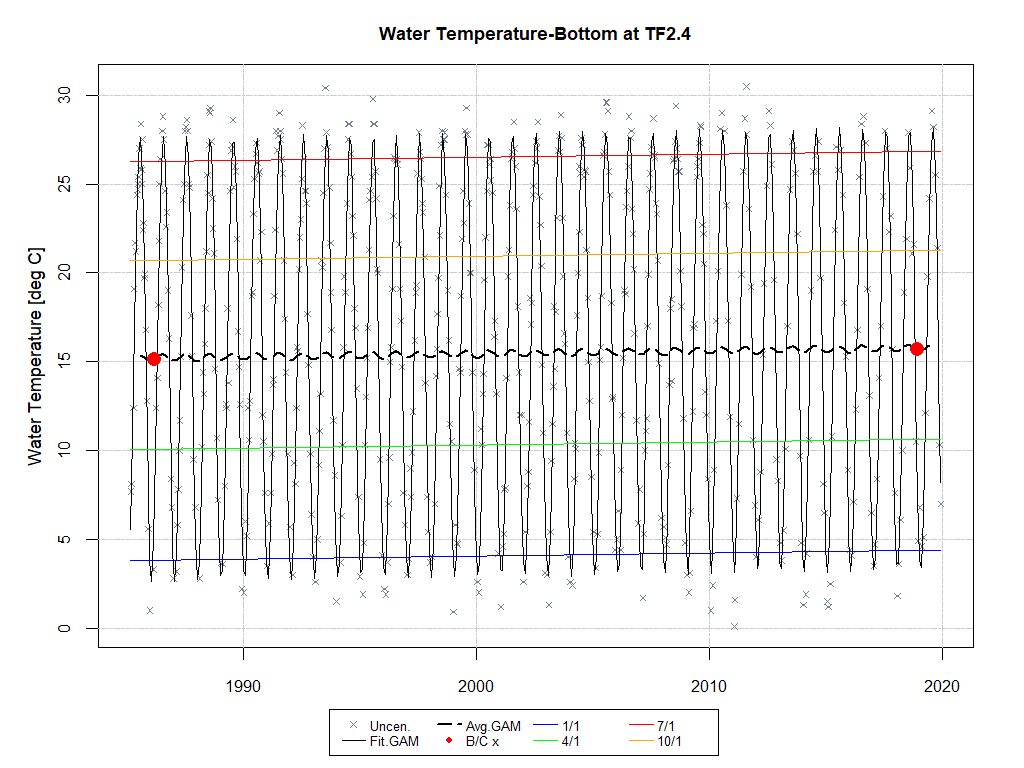 Water Temperature-Bottom at TF2.4
Water Temperature [deg C]
30
25
20
15
10
5
0
1990 2000 2010 2020
Uncen. Avg.GAM 1/1 7/1
Fit.GAM B/C x 4/1 10/1